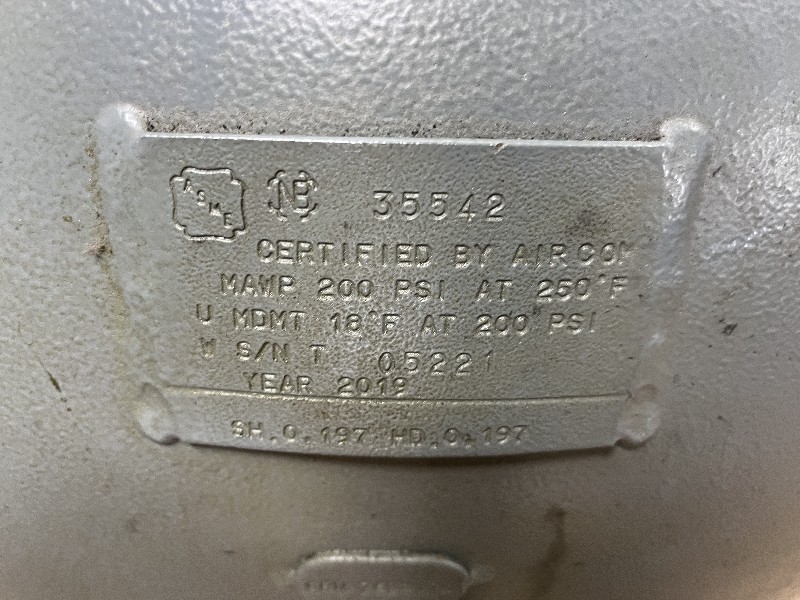 ASME NB 35542
CERTIFIED BY AIRCOM
MAWP. 200 PSI AT 250°F
U MDMT 18°F AT 200 PSI
W S/N T 05221
YEAR 2019
SH.0.197 HD.0.197